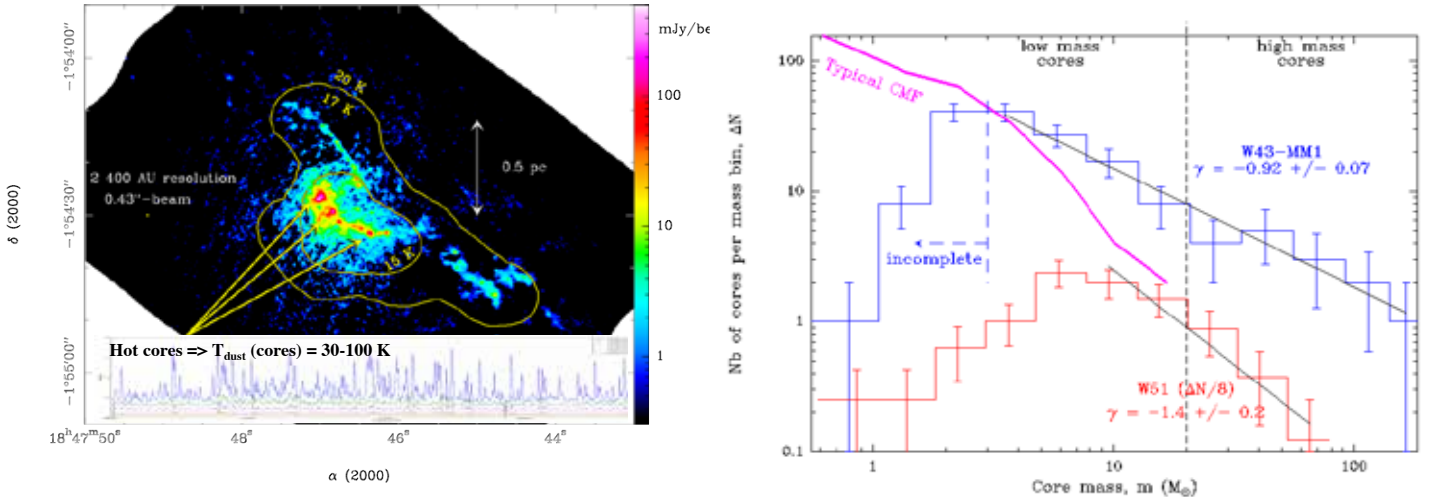 mJy/be
100
10
1
20 K
17 K
15 K
0.5 pc
2 400 AU resolution
0.43"-beam
Hot cores => T_dust (cores) = 30-100 K
-1°54'00"
-1°54'30"
-1°55'00"
δ (2000)
18h47m50s
48s
46s
44s
α (2000)
low mass
cores
high mass
cores
Typical CMF
W43-MM1
γ = -0.92 +/- 0.07
incomplete
W51 (ΔN/8)
γ = -1.4 +/- 0.2
100
10
1
0.1
Nb of cores per mass bin, ΔN
1
10
100
Core mass, m (M⊙)